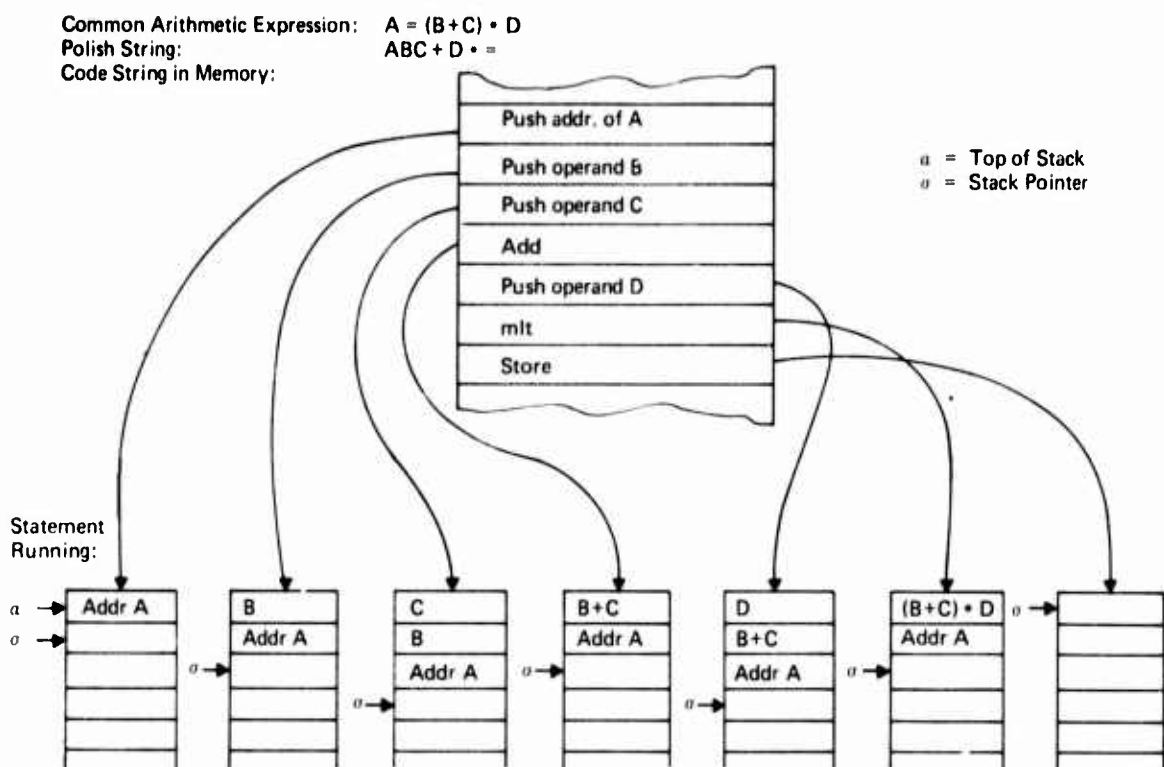 Common Arithmetic Expression: A = (B+C) • D
Polish String: ABC + D • =
Code String in Memory:
Push addr. of A
Push operand B
Push operand C
Add
Push operand D
mlt
Store
a = Top of Stack
σ = Stack Pointer
Statement
Running:
a
σ
Addr A
B
Addr A
σ
C
B
Addr A
σ
B+C
Addr A
σ
D
B+C
Addr A
σ
(B+C) • D
Addr A
σ
σ